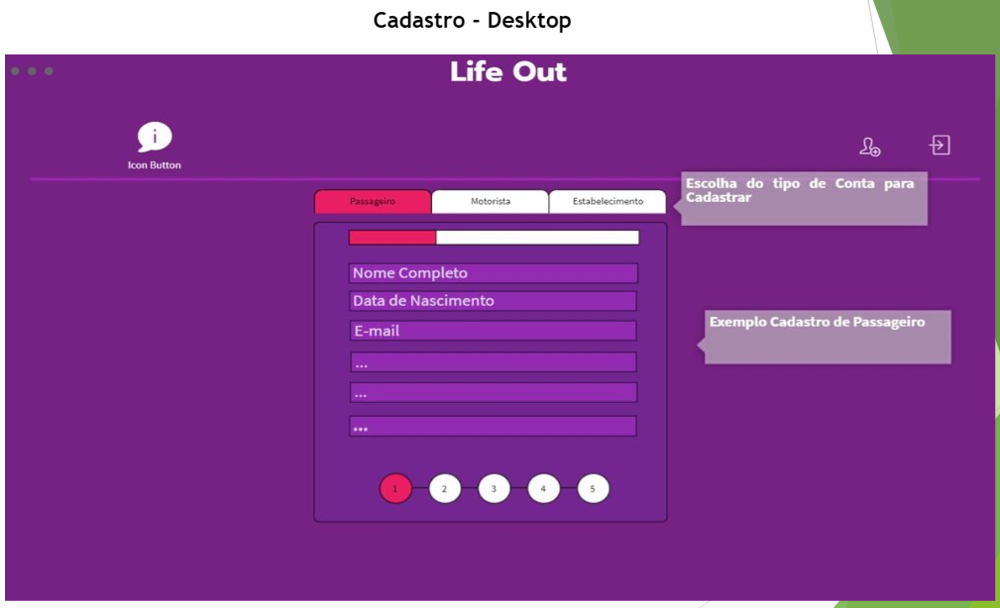 Cadastro - Desktop
Life Out
i
Icon Button
Passageiro
Motorista
Estabelecimento
Escolha do tipo de Conta para
Cadastrar
Nome Completo
Data de Nascimento
E-mail
...
...
...
Exemplo Cadastro de Passageiro
1
2
3
4
5